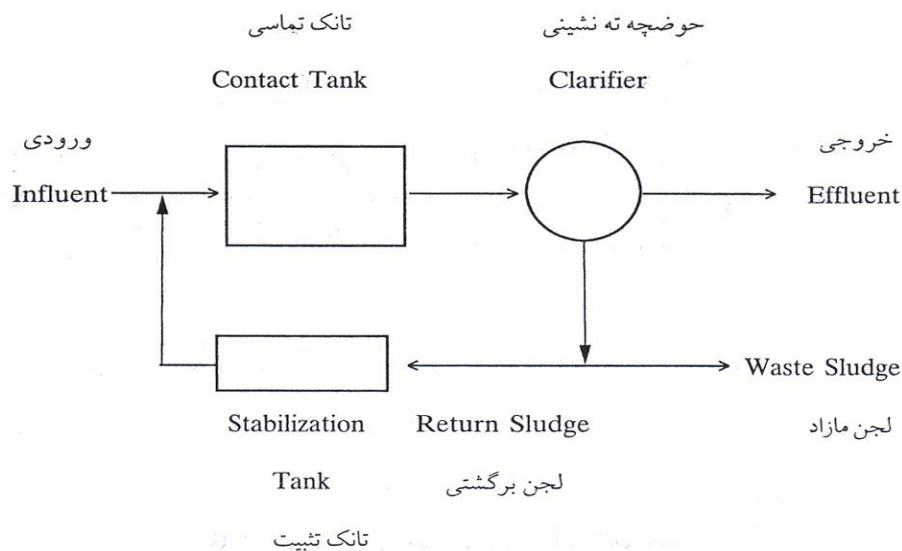 تانک تماسی
حوضچه ته نشینی
Contact Tank
Clarifier
ورودی
خروجی
Influent
Effluent
Waste Sludge
Stabilization
Return Sludge
لجن مازاد
Tank
لجن برگشتی
تانک تثبیت